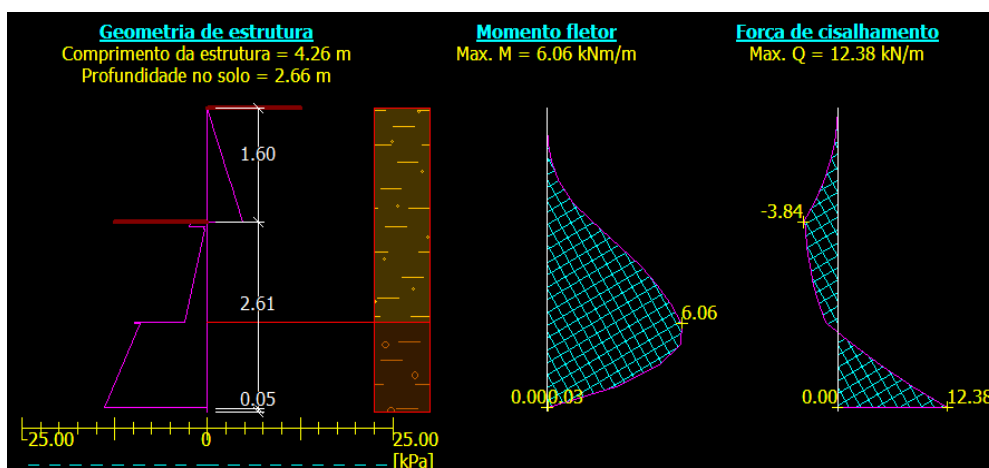 Geometria de estrutura
Comprimento da estrutura = 4.26 m
Profundidade no solo = 2.66 m
1.60
2.61
0.05
-25.00
0
25.00
[kPa]
Momento fletor
Max. M = 6.06 kNm/m
6.06
0.00
0.03
Força de cisalhamento
Max. Q = 12.38 kN/m
-3.84
0.00
12.38